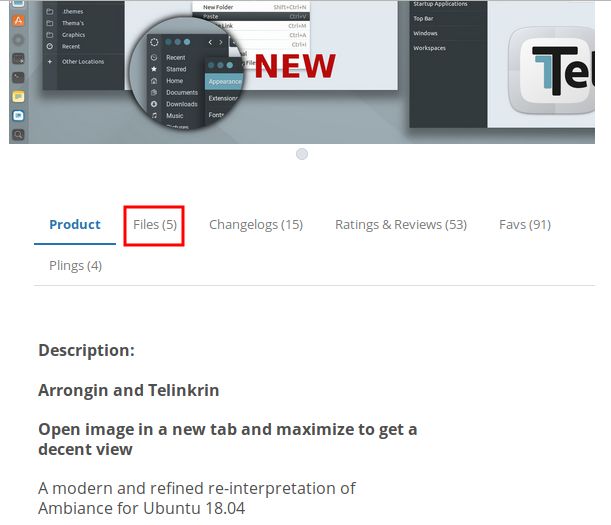 New Folder Shift+Ctrl+N
Startup Applications
.themes
Paste Ctrl+V
Top Bar
Thema's
Link Ctrl+M
Windows
Graphics
Ctrl+A
Workspaces
Recent
Ctrl+I
Other Locations
Recent
Starred
Home
Appearance
Documents
Extensions
Downloads
Music
Fonts
Pictures
NEW
Tel
Product Files (5) Changelogs (15) Ratings & Reviews (53) Favs (91)
Plings (4)
Description:
Arrongin and Telinkrin
Open image in a new tab and maximize to get a
decent view
A modern and refined re-interpretation of
Ambiance for Ubuntu 18.04